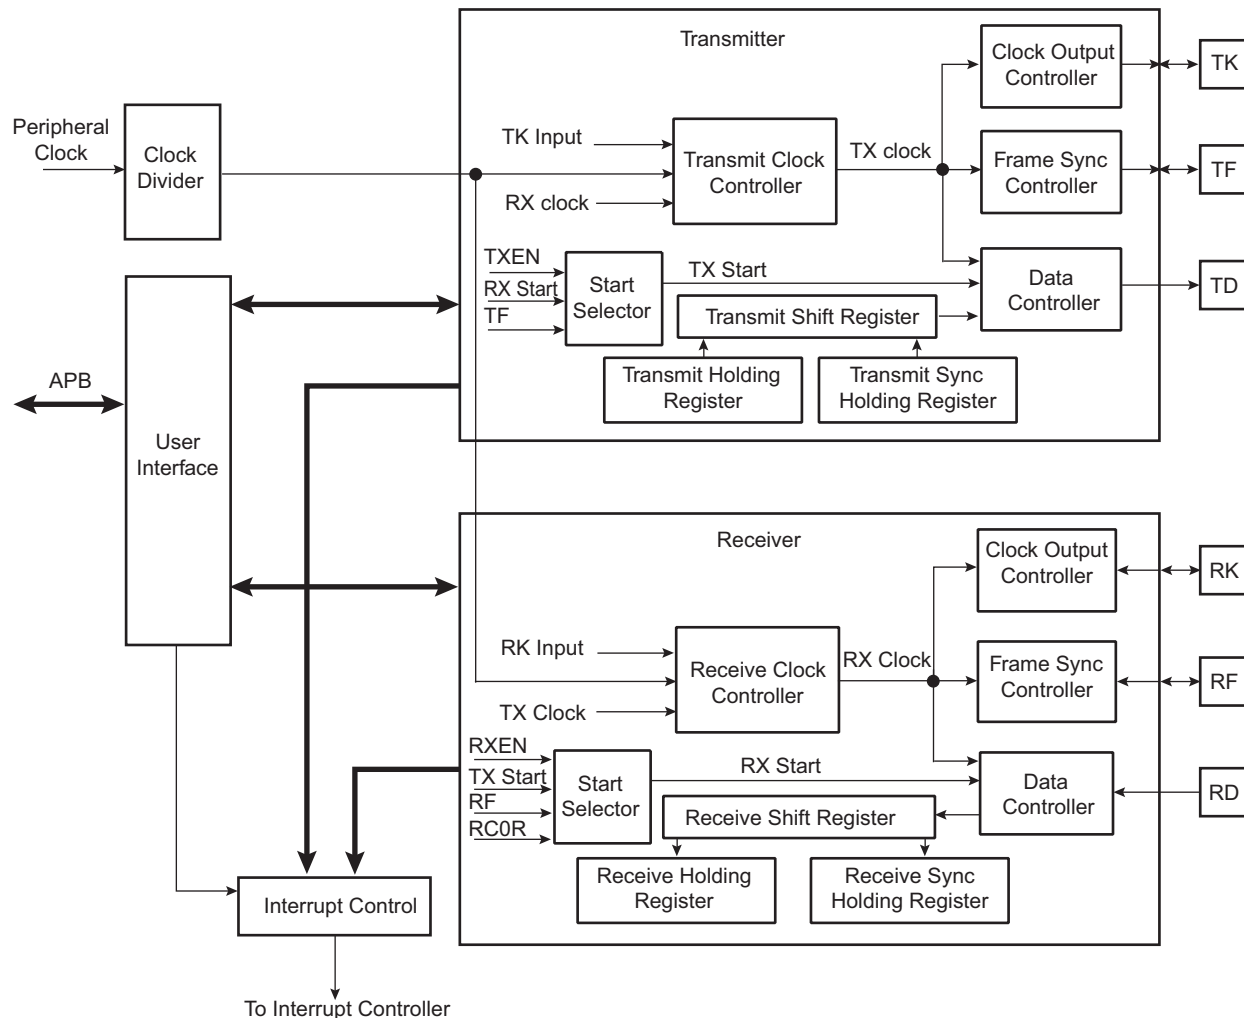 Transmitter
Clock Output
Controller
TK
Peripheral
Clock
Clock
Divider
TK Input
Transmit Clock
Controller
TX clock
Frame Sync
Controller
TF
RX clock
TXEN
RX Start
TF
Start
Selector
TX Start
Data
Controller
TD
Transmit Shift Register
Transmit Holding
Register
Transmit Sync
Holding Register
APB
User
Interface
Receiver
Clock Output
Controller
RK
RK Input
Receive Clock
Controller
RX Clock
Frame Sync
Controller
RF
TX Clock
RXEN
TX Start
RF
RC0R
Start
Selector
RX Start
Data
Controller
RD
Receive Shift Register
Receive Holding
Register
Receive Sync
Holding Register
Interrupt Control
To Interrupt Controller